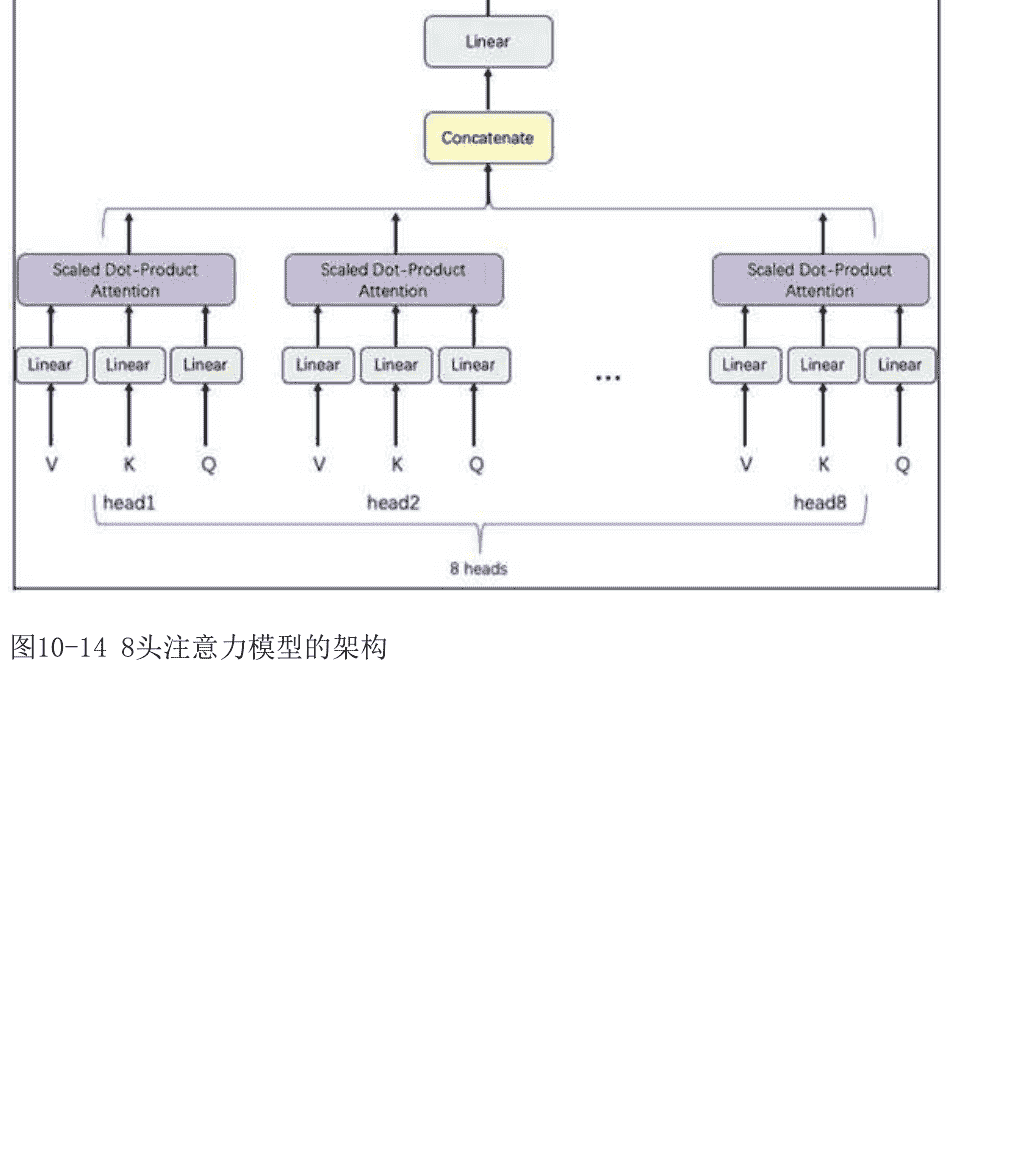 Linear
Concatenate
Scaled Dot-Product
Attention
Scaled Dot-Product
Attention
Scaled Dot-Product
Attention
Linear Linear Linear
Linear Linear Linear
...
Linear Linear Linear
V K Q
V K Q
V K Q
head1
head2
head8
8 heads
图10-14 8头注意力模型的架构